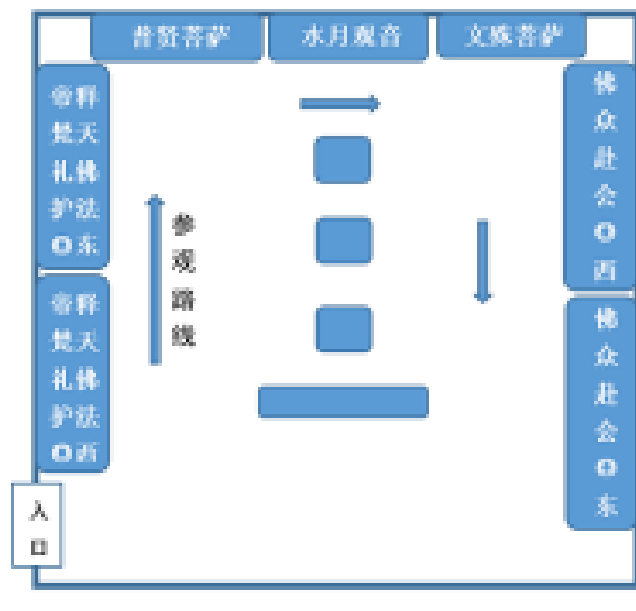 普贤菩萨
水月观音
文殊菩萨
帝释
梵天
礼佛
护法
东
帝释
梵天
礼佛
护法
西
参
观
路
线
佛
众
赴
会
西
佛
众
赴
会
东
入
口